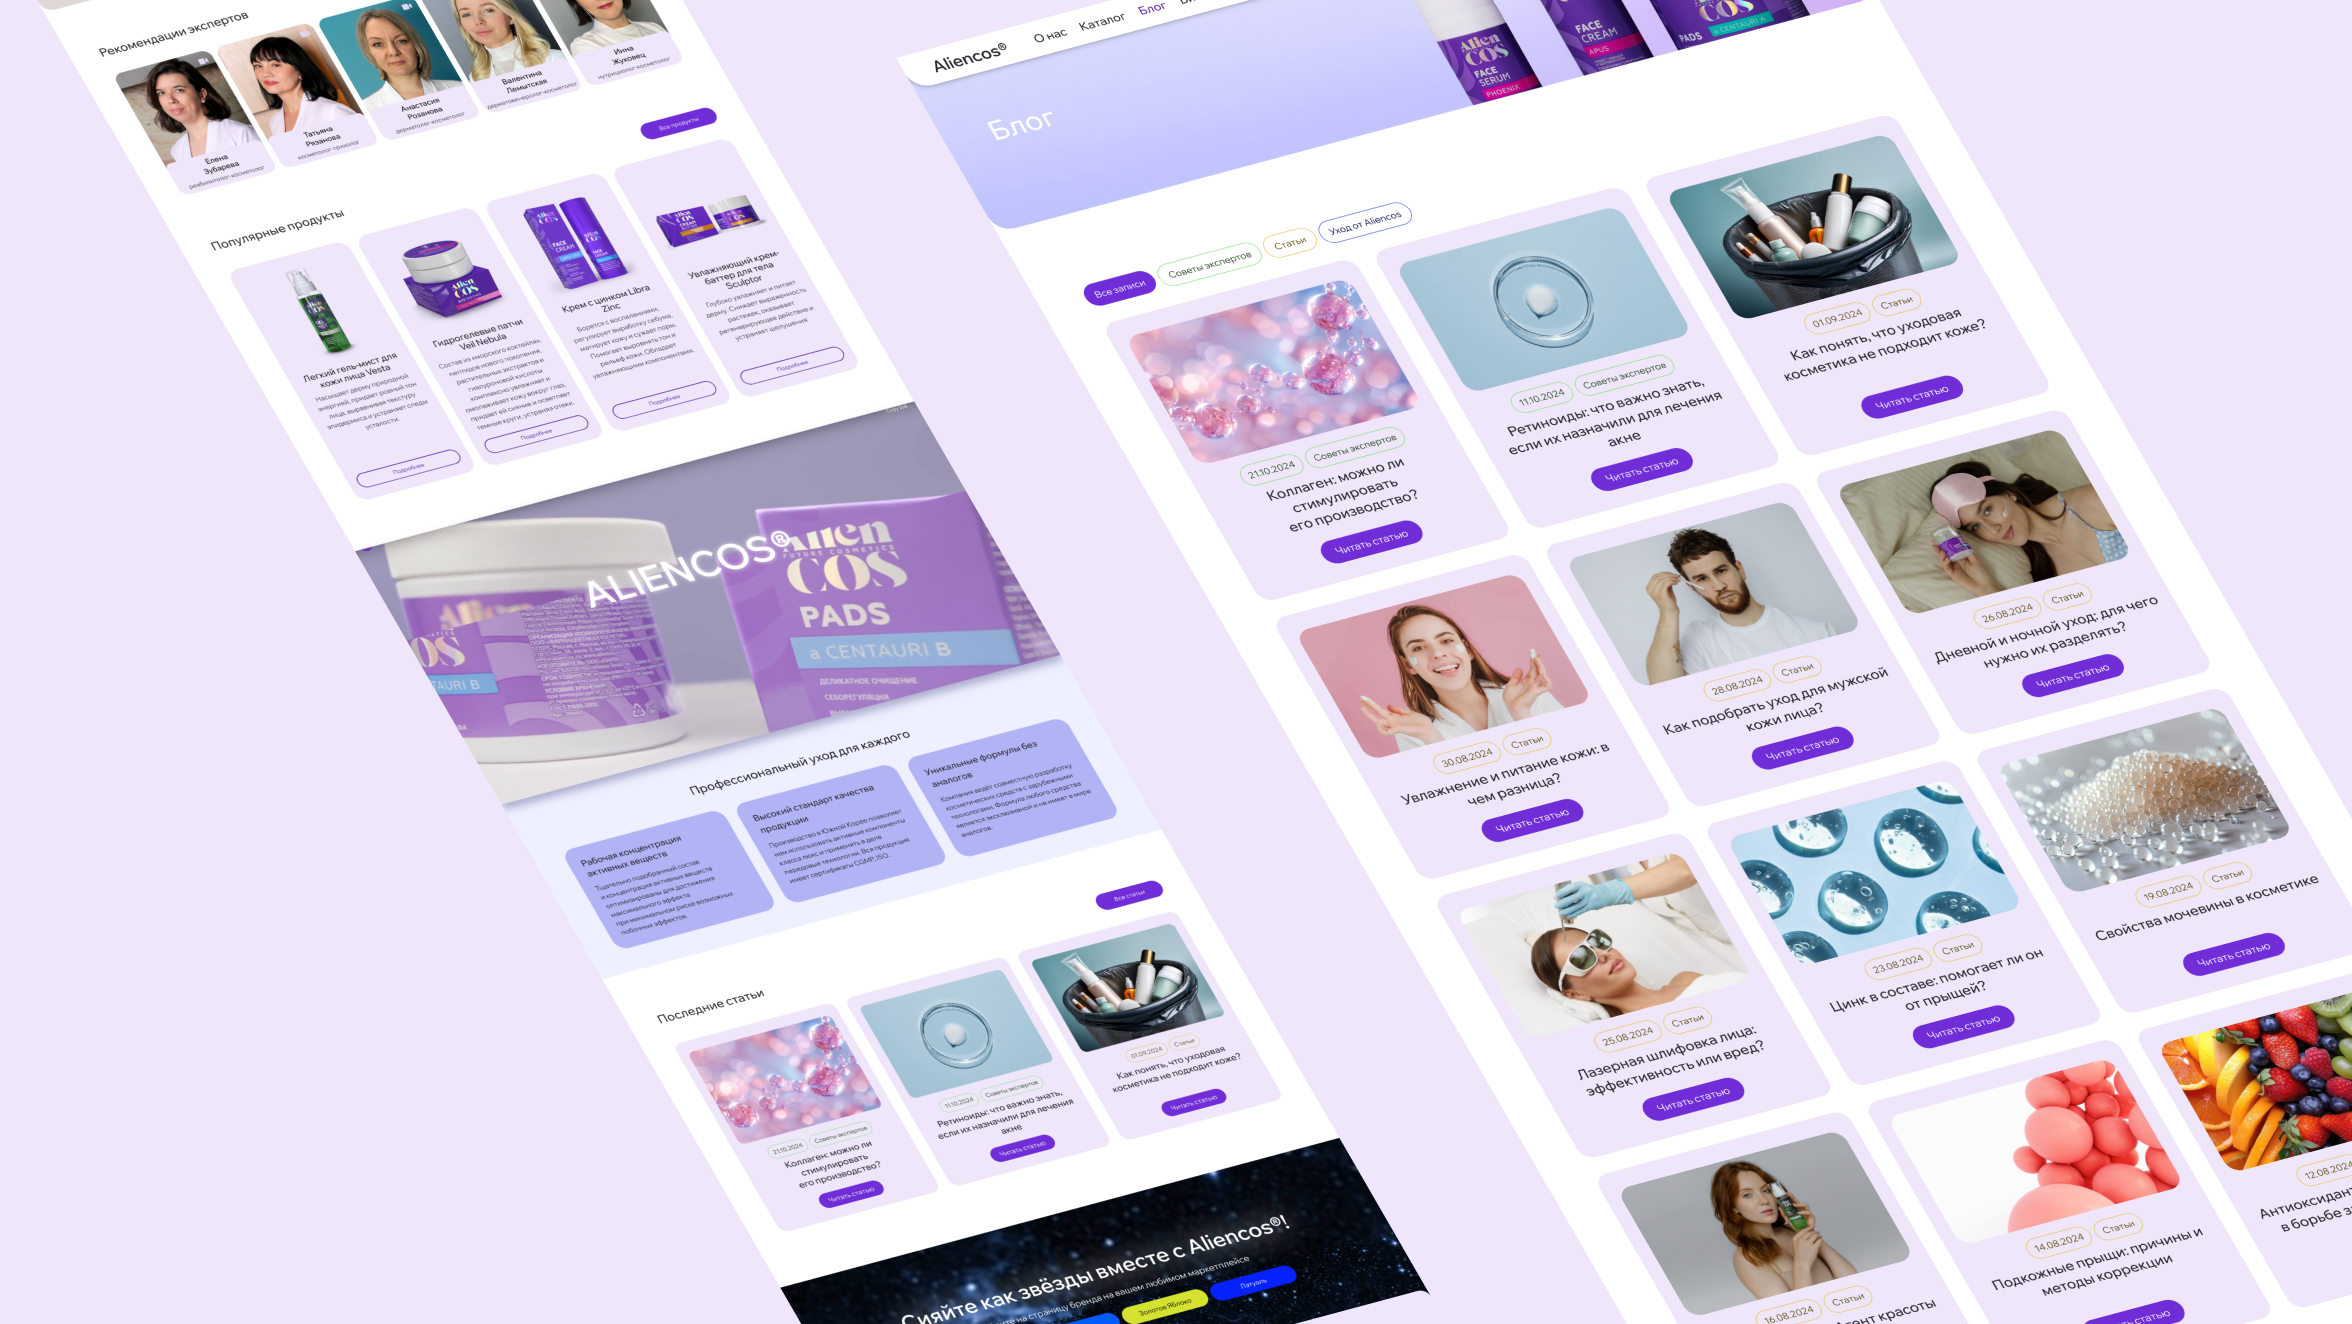 Рекомендации экспертов
Елена
Зубарева
реабилитолог-косметолог
Татьяна
Рязанова
косметолог-трихолог
Анастасия
Розанова
дерматолог-косметолог
Валентина
Лемытская
дерматовенеролог-косметолог
Инна
Жуковец
нутрициолог-косметолог
Все продукты
Популярные продукты
Легкий гель-мист для
кожи лица Vesta
Насыщает дерму природной
энергией, придает ровный тон
лица, выравнивая текстуру
эпидермиса и устраняет следы
усталости.
Подробнее
Гидрогелевые патчи
Veil Nebula
Состав из «морского коктейля»,
пептидов нового поколения,
растительных экстрактов и
гиалуроновой кислоты
комплексно увлажняет и
омолаживает кожу вокруг глаз,
придает ей сияние и осветляет
темные круги, устраняя отеки.
Подробнее
Крем с цинком Libra
Zinc
Борется с воспалениями,
регулирует выработку себума,
матирует кожу и сужает поры.
Помогает выровнять тон и
рельеф кожи. Обладает
увлажняющими компонентами.
Подробнее
Увлажняющий крем-
баттер для тела
Sculptor
Глубоко увлажняет и питает
дерму. Снижает выраженность
растяжек, оказывает
регенерирующее действие и
устраняет шелушения
Подробнее
ALIENCOS®
Alien
FUTURE COSMETICS
COS
PADS
a CENTAURI B
ДЕЛИКАТНОЕ ОЧИЩЕНИЕ
СЕБОРЕГУЛЯЦИЯ
Профессиональный уход для каждого
Рабочая концентрация
активных веществ
Тщательно подобранный состав
и концентрация активных веществ
оптимизированы для достижения
максимального эффекта
при минимальном риске возможных
побочных эффектов.
Высокий стандарт качества
продукции
Производство в Южной Корее позволяет
нам использовать активные компоненты
класса люкс и применять в деле
передовые технологии. Вся продукция
имеет сертификаты CGMP, ISO.
Уникальные формулы без
аналогов
Компания ведёт совместную разработку
косметических средств с зарубежными
технологами. Формула любого средства
является эксклюзивной и не имеет в мире
аналогов.
Все статьи
Последние статьи
21.10.2024 Советы экспертов
Коллаген: можно ли
стимулировать
его производство?
Читать статью
11.10.2024 Советы экспертов
Ретиноиды: что важно знать,
если их назначили для лечения
акне
Читать статью
01.09.2024 Статьи
Как понять, что уходовая
косметика не подходит коже?
Читать статью
Сияйте как звёзды вместе с Aliencos®!
на страницу бренда на вашем любимом маркетплейсе
Золотое Яблоко
Лэтуаль
Aliencos®
О нас
Каталог
Блог
Блог
Alien
COS
FACE
SERUM
PHOENIX
FACE
CREAM
APUS
COS
PADS
a CENTAURI A
Все записи
Советы экспертов
Статьи
Уход от Aliencos
21.10.2024 Советы экспертов
Коллаген: можно ли
стимулировать
его производство?
Читать статью
11.10.2024 Советы экспертов
Ретиноиды: что важно знать,
если их назначили для лечения
акне
Читать статью
01.09.2024 Статьи
Как понять, что уходовая
косметика не подходит коже?
Читать статью
30.08.2024 Статьи
Увлажнение и питание кожи: в
чем разница?
Читать статью
28.08.2024 Статьи
Как подобрать уход для мужской
кожи лица?
Читать статью
26.08.2024 Статьи
Дневной и ночной уход: для чего
нужно их разделять?
Читать статью
25.08.2024 Статьи
Лазерная шлифовка лица:
эффективность или вред?
Читать статью
23.08.2024 Статьи
Цинк в составе: помогает ли он
от прыщей?
Читать статью
19.08.2024 Статьи
Свойства мочевины в косметике
Читать статью
16.08.2024 Статьи
красоты
14.08.2024 Статьи
Подкожные прыщи: причины и
методы коррекции
статью
12.08.2024
Антиоксидан
в борьбе